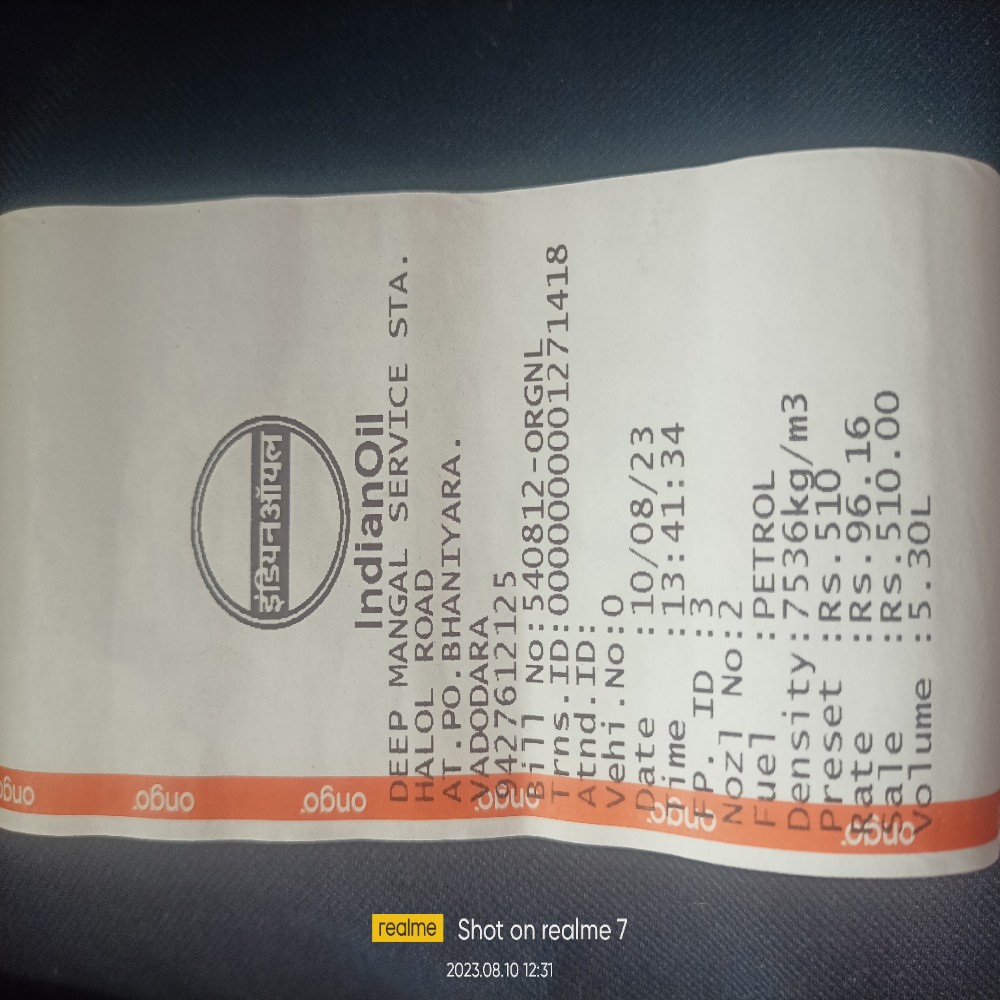 इंडियनऑयल
IndianOil
DEEP MANGAL SERVICE STA.
HALOL ROAD
AT.PO.BHANIYARA.
VADODARA
9427612125
Bill No:540812-ORGNL
Trns.ID:0000000001271418
Atnd.ID:
Vehi.No:0
Date :10/08/23
Time :13:41:34
FP. ID :3
Nozl No:2
Fuel :PETROL
Density:7536kg/m3
Preset :Rs.510
Rate :Rs.96.16
Sale :Rs.510.00
Volume :5.30L
ongo. ongo. ongo. ongo. ongo. ongo.
realme Shot on realme 7
2023.08.10 12:31